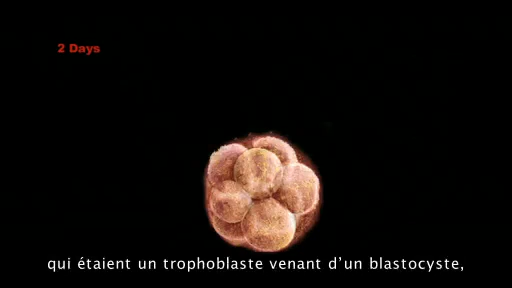 2 Days
qui étaient un trophoblaste venant d'un blastocyste,